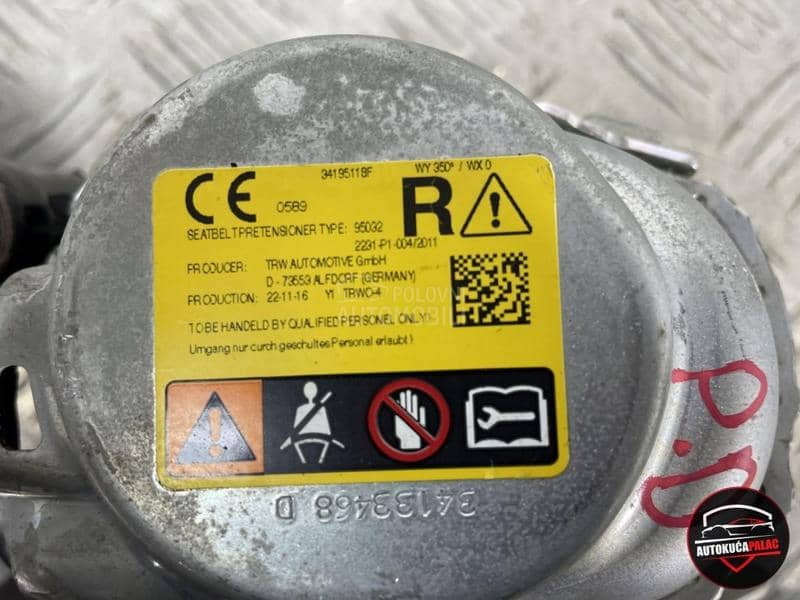 34195118F WY 350° / WX 0
CE 0589 R
SEATBELT PRETENSIONER TYPE: 95032
2231-P1-004/2011
PRODUCER: TRW AUTOMOTIVE GmbH
D - 73553 ALFDORF (GERMANY)
PRODUCTION: 22-11-16 Y1 TRWO-4
TO BE HANDELED BY QUALIFIED PERSONEL ONLY!
Umgang nur durch geschultes Personal erlaubt!
34133468 D
P.D
AUTOKUĆA PALAC